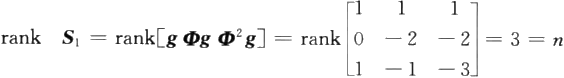 rank S₁ = rank[g Φg Φ²g] = rank[1 1 1; 0 -2 -2; 1 -1 -3] = 3 = n